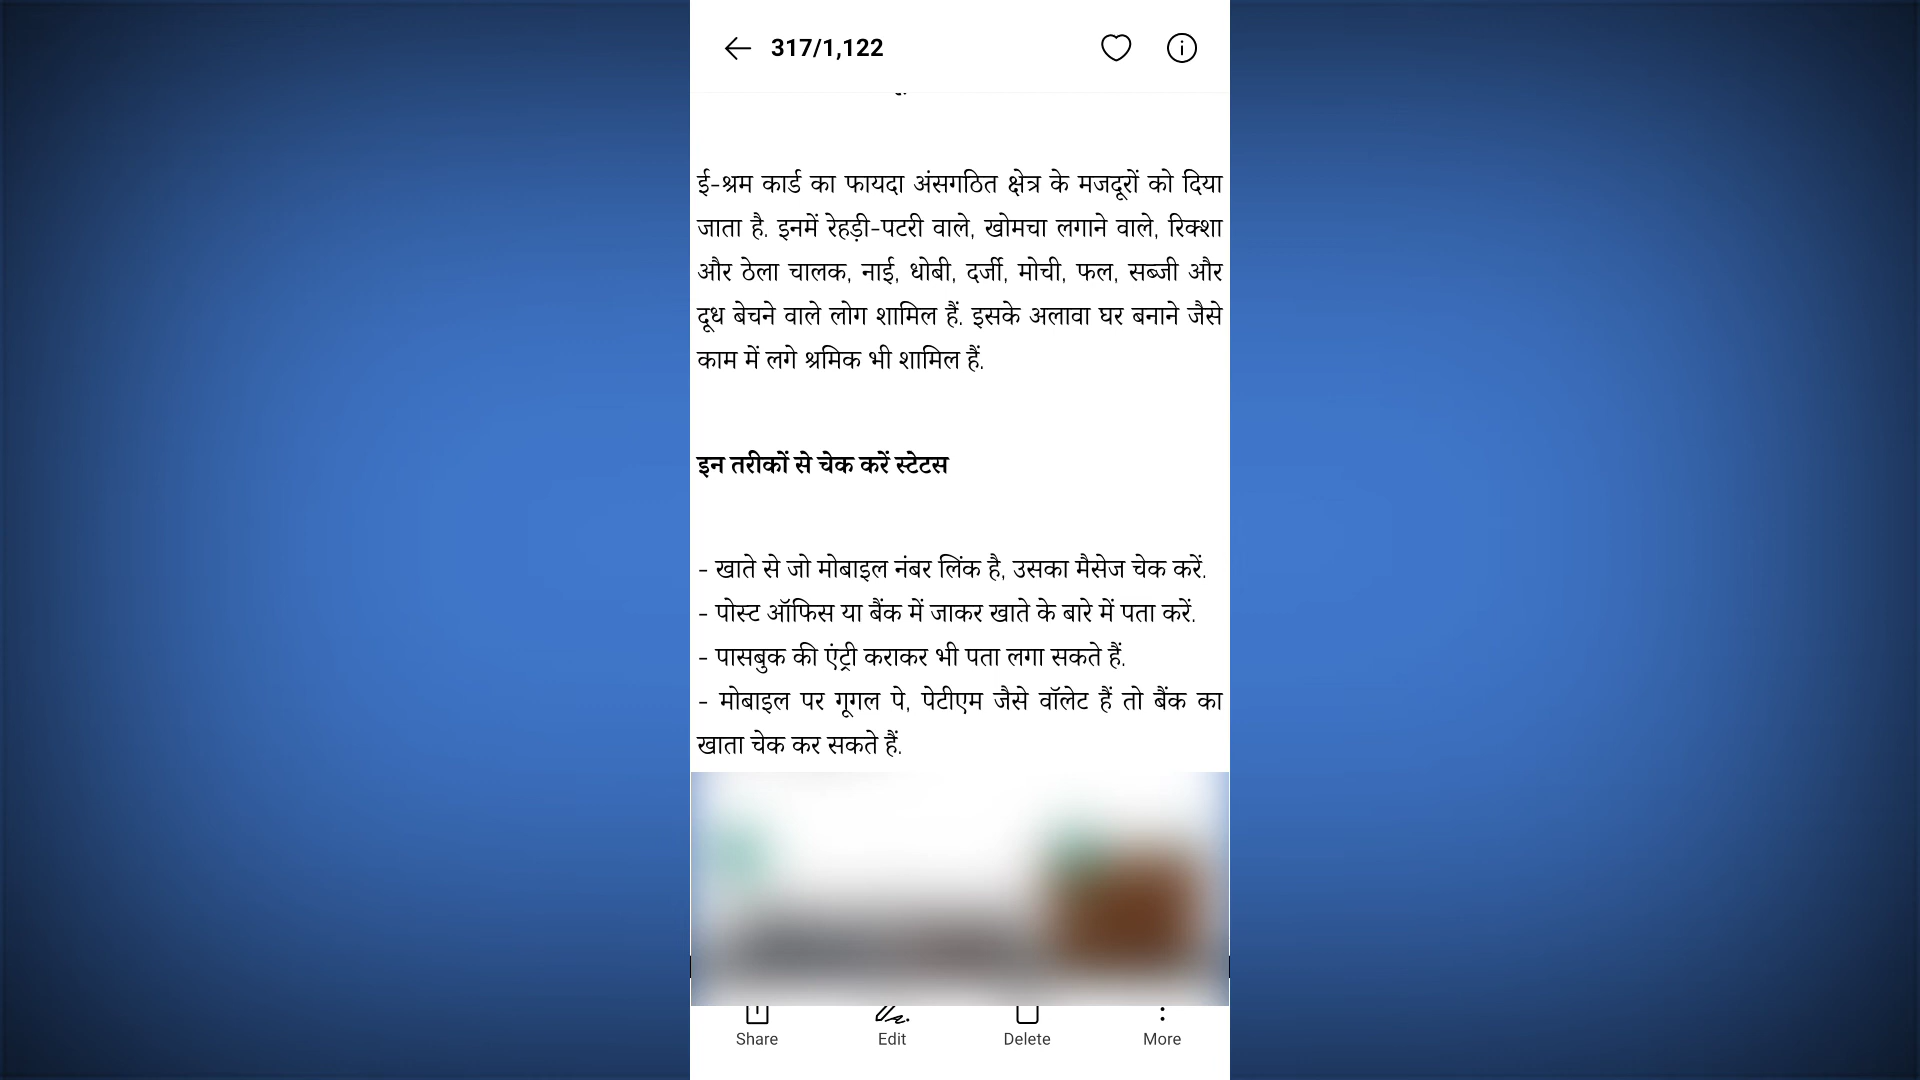 317/1,122
ई-श्रम कार्ड का फायदा अंसगठित क्षेत्र के मजदूरों को दिया
जाता है. इनमें रेहड़ी-पटरी वाले, खोमचा लगाने वाले, रिक्शा
और ठेला चालक, नाई, धोबी, दर्जी, मोची, फल, सब्जी और
दूध बेचने वाले लोग शामिल हैं. इसके अलावा घर बनाने जैसे
काम में लगे श्रमिक भी शामिल हैं.
इन तरीकों से चेक करें स्टेटस
- खाते से जो मोबाइल नंबर लिंक है, उसका मैसेज चेक करें.
- पोस्ट ऑफिस या बैंक में जाकर खाते के बारे में पता करें.
- पासबुक की एंट्री कराकर भी पता लगा सकते हैं.
- मोबाइल पर गूगल पे, पेटीएम जैसे वॉलेट हैं तो बैंक का
खाता चेक कर सकते हैं.
Share Edit Delete More